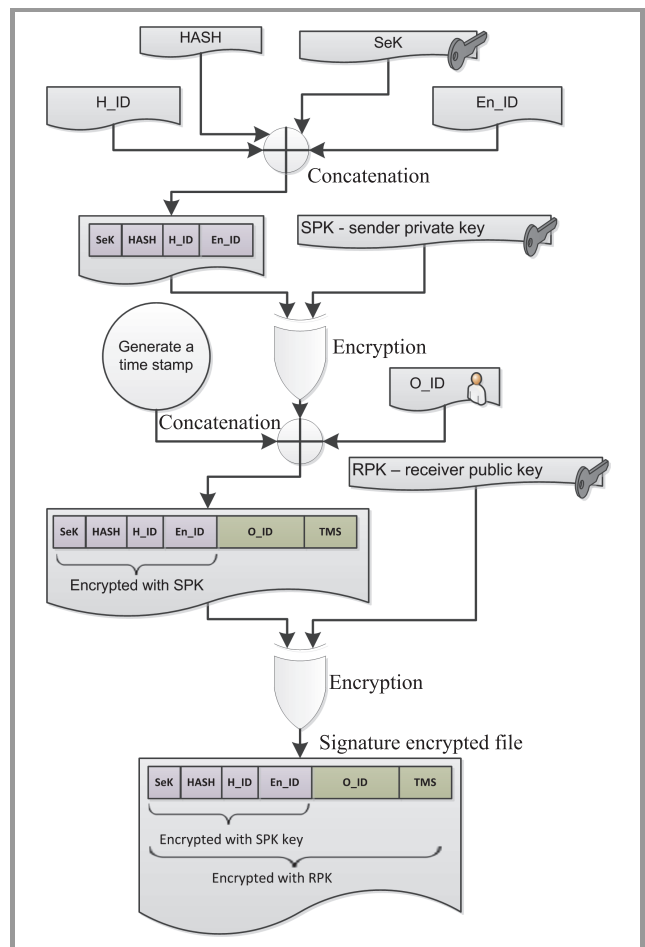 HASH
SeK
H_ID
En_ID
Concatenation
SeK HASH H_ID En_ID
SPK - sender private key
Generate a
time stamp
Encryption
O_ID
Concatenation
RPK – receiver public key
SeK HASH H_ID En_ID O_ID TMS
Encrypted with SPK
Encryption
Signature encrypted file
SeK HASH H_ID En_ID O_ID TMS
Encrypted with SPK key
Encrypted with RPK